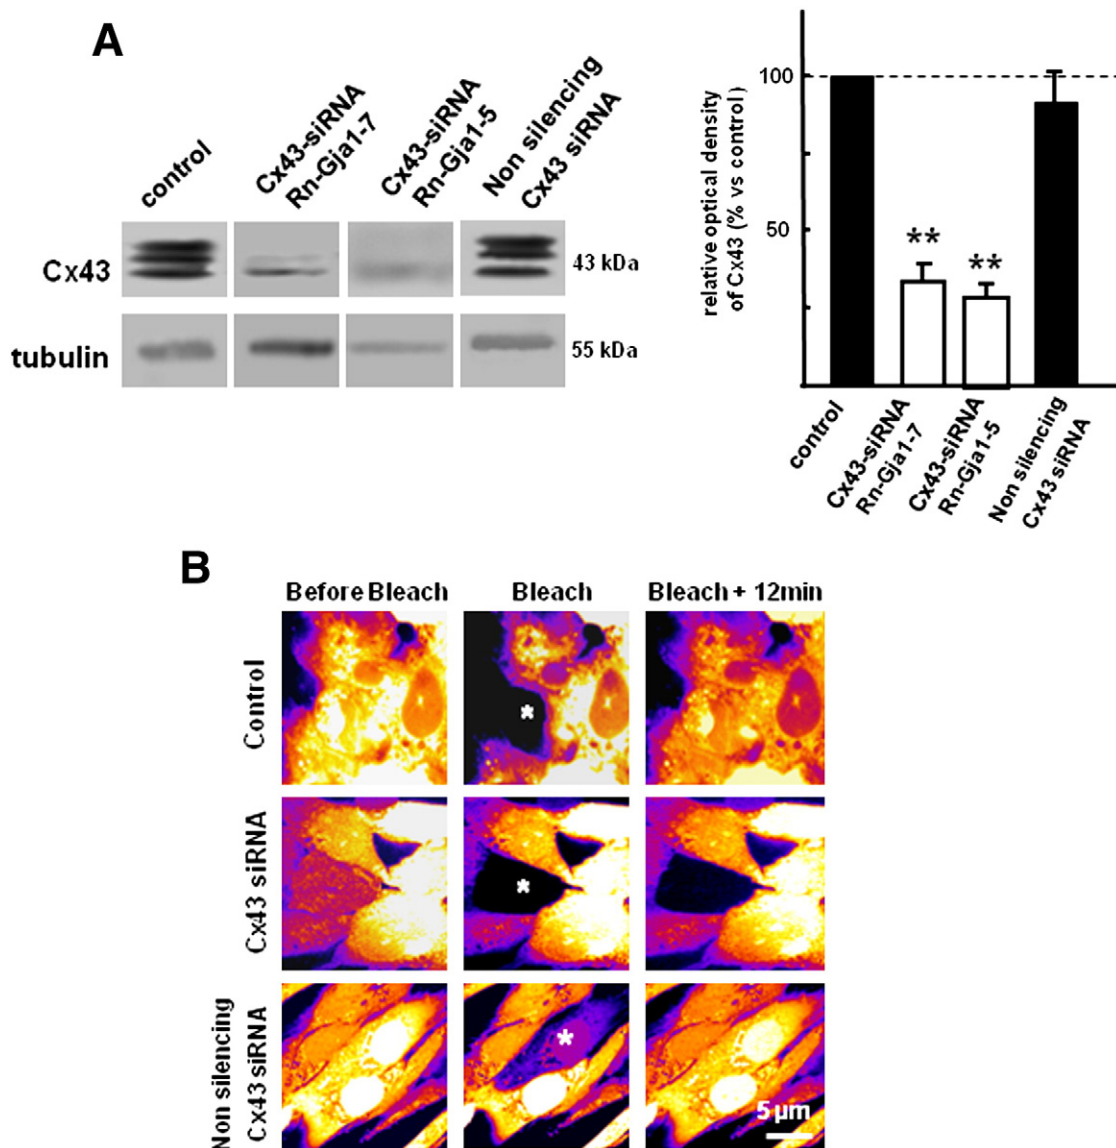 A
control
Cx43-siRNA
Rn-Gja1-7
Cx43-siRNA
Rn-Gja1-5
Non silencing
Cx43 siRNA
Cx43
43 kDa
tubulin
55 kDa
relative optical density
of Cx43 (% vs control)
100
50
**
**
control
Cx43-siRNA
Rn-Gja1-7
Cx43-siRNA
Rn-Gja1-5
Non silencing
Cx43 siRNA
B
Before Bleach
Bleach
Bleach + 12min
Control
*
Cx43 siRNA
*
Non silencing
Cx43 siRNA
*
5 µm